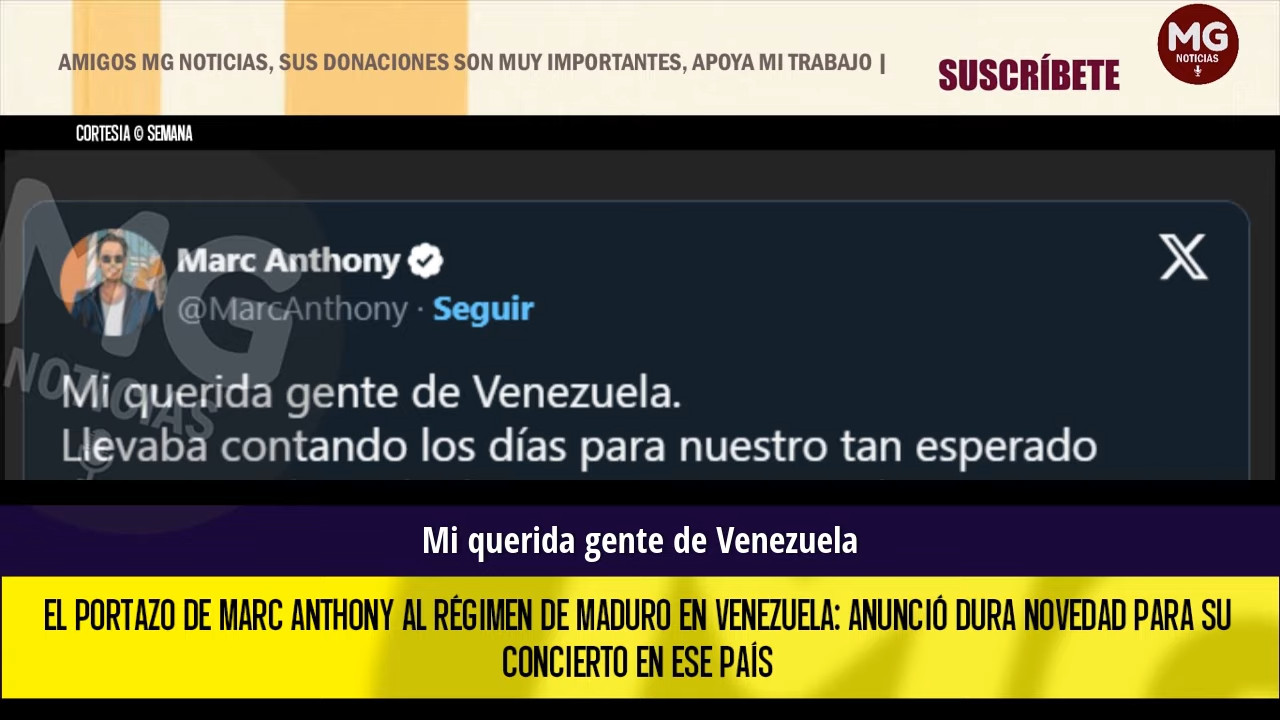 AMIGOS MG NOTICIAS, SUS DONACIONES SON MUY IMPORTANTES, APOYA MI TRABAJO |
SUSCRÍBETE
MG
NOTICIAS
CORTESIA © SEMANA
Marc Anthony
@MarcAnthony · Seguir
Mi querida gente de Venezuela.
Llevaba contando los días para nuestro tan esperado
MG
NOTICIAS
Mi querida gente de Venezuela
EL PORTAZO DE MARC ANTHONY AL RÉGIMEN DE MADURO EN VENEZUELA: ANUNCIÓ DURA NOVEDAD PARA SU
CONCIERTO EN ESE PAÍS